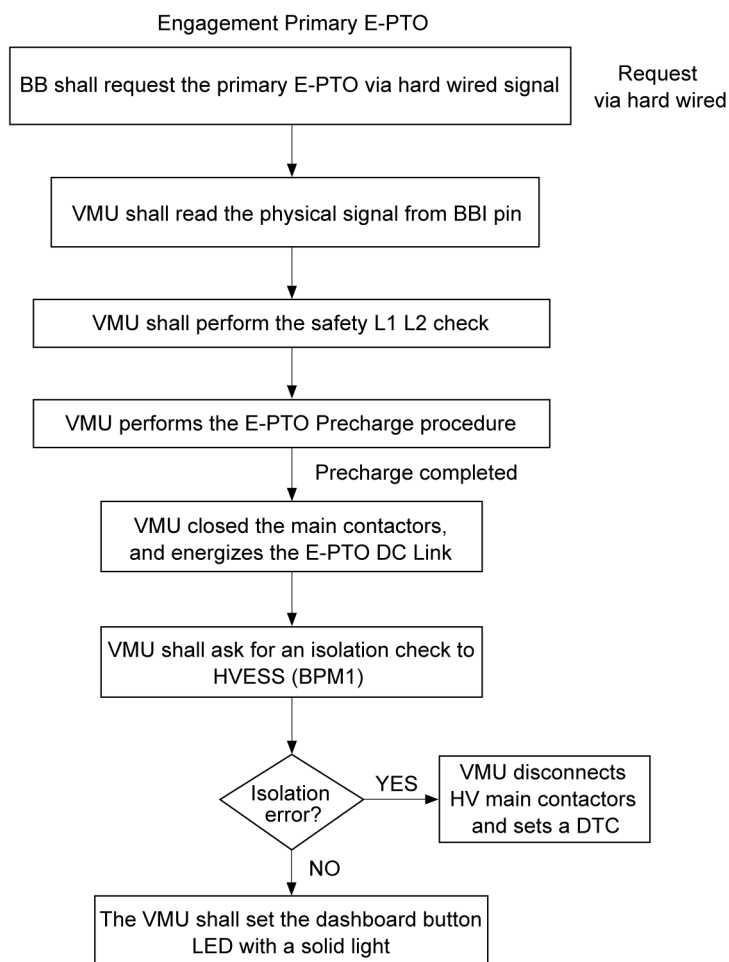 Engagement Primary E-PTO
BB shall request the primary E-PTO via hard wired signal
Request
via hard wired
VMU shall read the physical signal from BBI pin
VMU shall perform the safety L1 L2 check
VMU performs the E-PTO Precharge procedure
Precharge completed
VMU closed the main contactors,
and energizes the E-PTO DC Link
VMU shall ask for an isolation check to
HVESS (BPM1)
Isolation
error?
YES
VMU disconnects
HV main contactors
and sets a DTC
NO
The VMU shall set the dashboard button
LED with a solid light